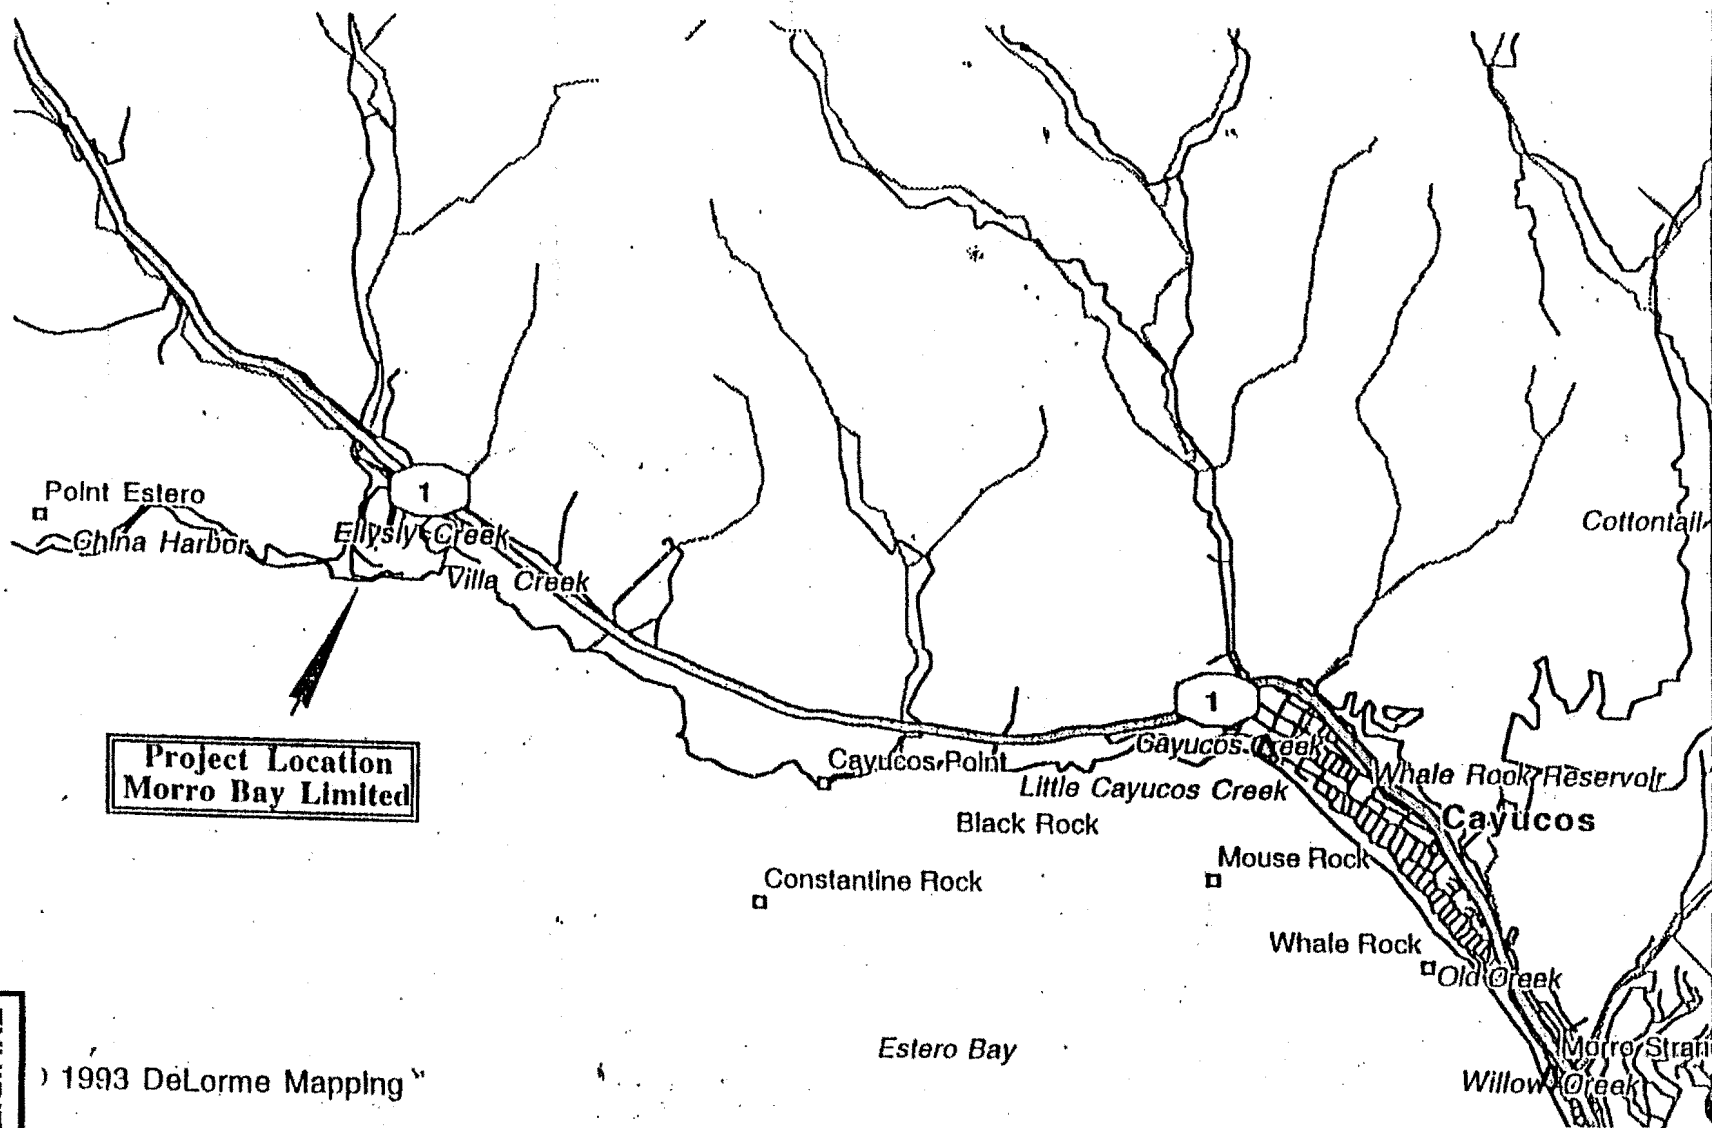 1
Point Estero
China Harbor
Ellysly Creek
Villa Creek
Cottontail
Project Location
Morro Bay Limited
1
Cayucos Creek
Cayucos Point
Little Cayucos Creek
Whale Rock Reservoir
Cayucos
Black Rock
Mouse Rock
Constantine Rock
Whale Rock
Old Creek
Estero Bay
Morro Stran
Willow Creek
) 1993 DeLorme Mapping